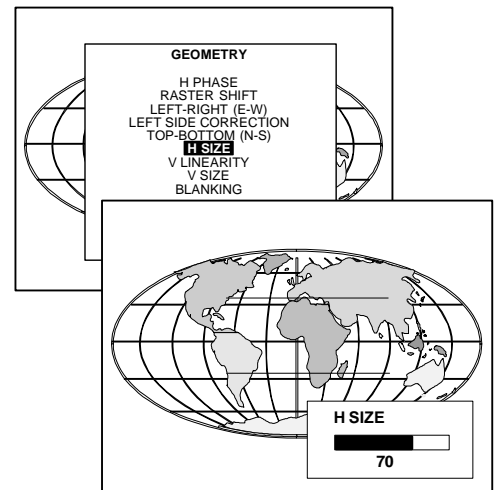 GEOMETRY
H PHASE
RASTER SHIFT
LEFT-RIGHT (E-W)
LEFT SIDE CORRECTION
TOP-BOTTOM (N-S)
H SIZE
V LINEARITY
V SIZE
BLANKING
H SIZE
70